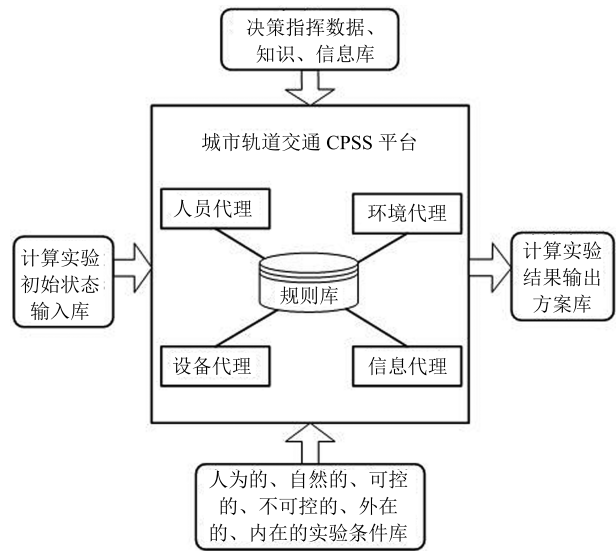 决策指挥数据、
知识、信息库
城市轨道交通 CPSS 平台
人员代理
环境代理
计算实验
初始状态
输入库
规则库
计算实验
结果输出
方案库
设备代理
信息代理
人为的、自然的、可控
的、不可控的、外在
的、内在的实验条件库